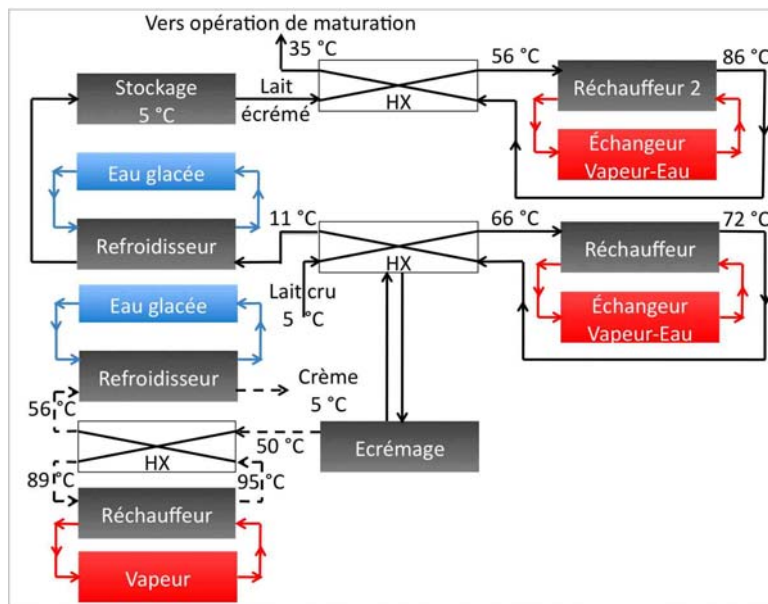 Vers opération de maturation
35 °C
56 °C
86 °C
Stockage
5 °C
Lait
écrémé
HX
Réchauffeur 2
Échangeur
Vapeur-Eau
Eau glacée
Refroidisseur
11 °C
66 °C
72 °C
HX
Réchauffeur
Échangeur
Vapeur-Eau
Lait cru
5 °C
Eau glacée
Refroidisseur
Crème
5 °C
56 °C
50 °C
Ecrémage
HX
89 °C
95 °C
Réchauffeur
Vapeur